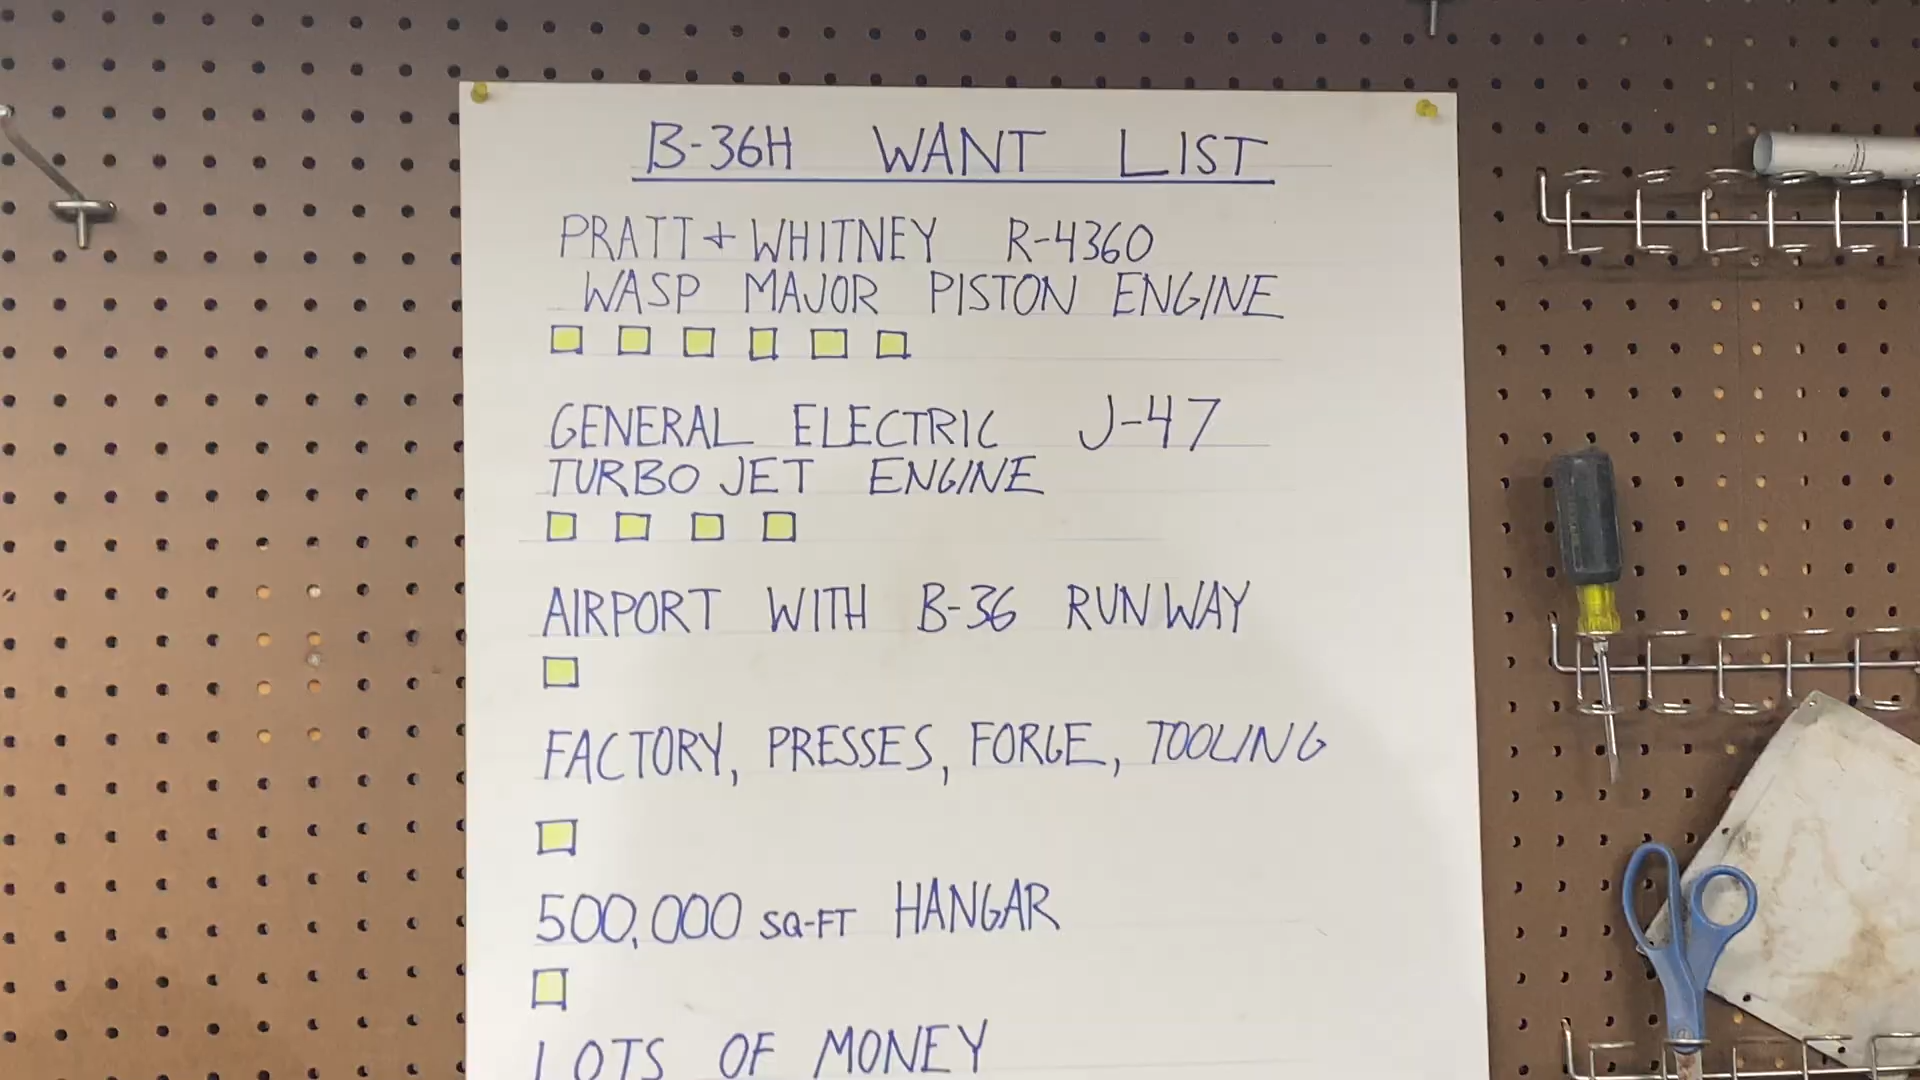 B-36H WANT LIST
PRATT + WHITNEY R-4360
WASP MAJOR PISTON ENGINE
GENERAL ELECTRIC J-47
TURBO JET ENGINE
AIRPORT WITH B-36 RUNWAY
FACTORY, PRESSES, FORGE, TOOLING
500,000 SQ-FT HANGAR
LOTS OF MONEY